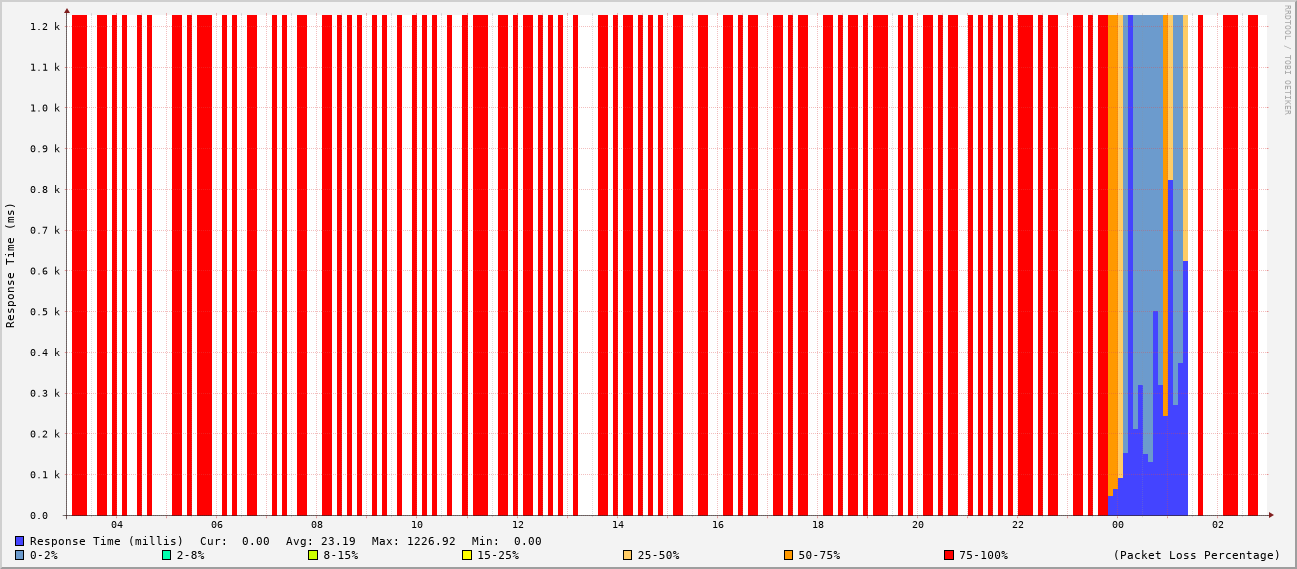 RRDTOOL / TOBI OETIKER
Response Time (ms)
1.2 k
1.1 k
1.0 k
0.9 k
0.8 k
0.7 k
0.6 k
0.5 k
0.4 k
0.3 k
0.2 k
0.1 k
0.0
04 06 08 10 12 14 16 18 20 22 00 02
Response Time (millis) Cur: 0.00 Avg: 23.19 Max: 1226.92 Min: 0.00
0-2% 2-8% 8-15% 15-25% 25-50% 50-75% 75-100% (Packet Loss Percentage)